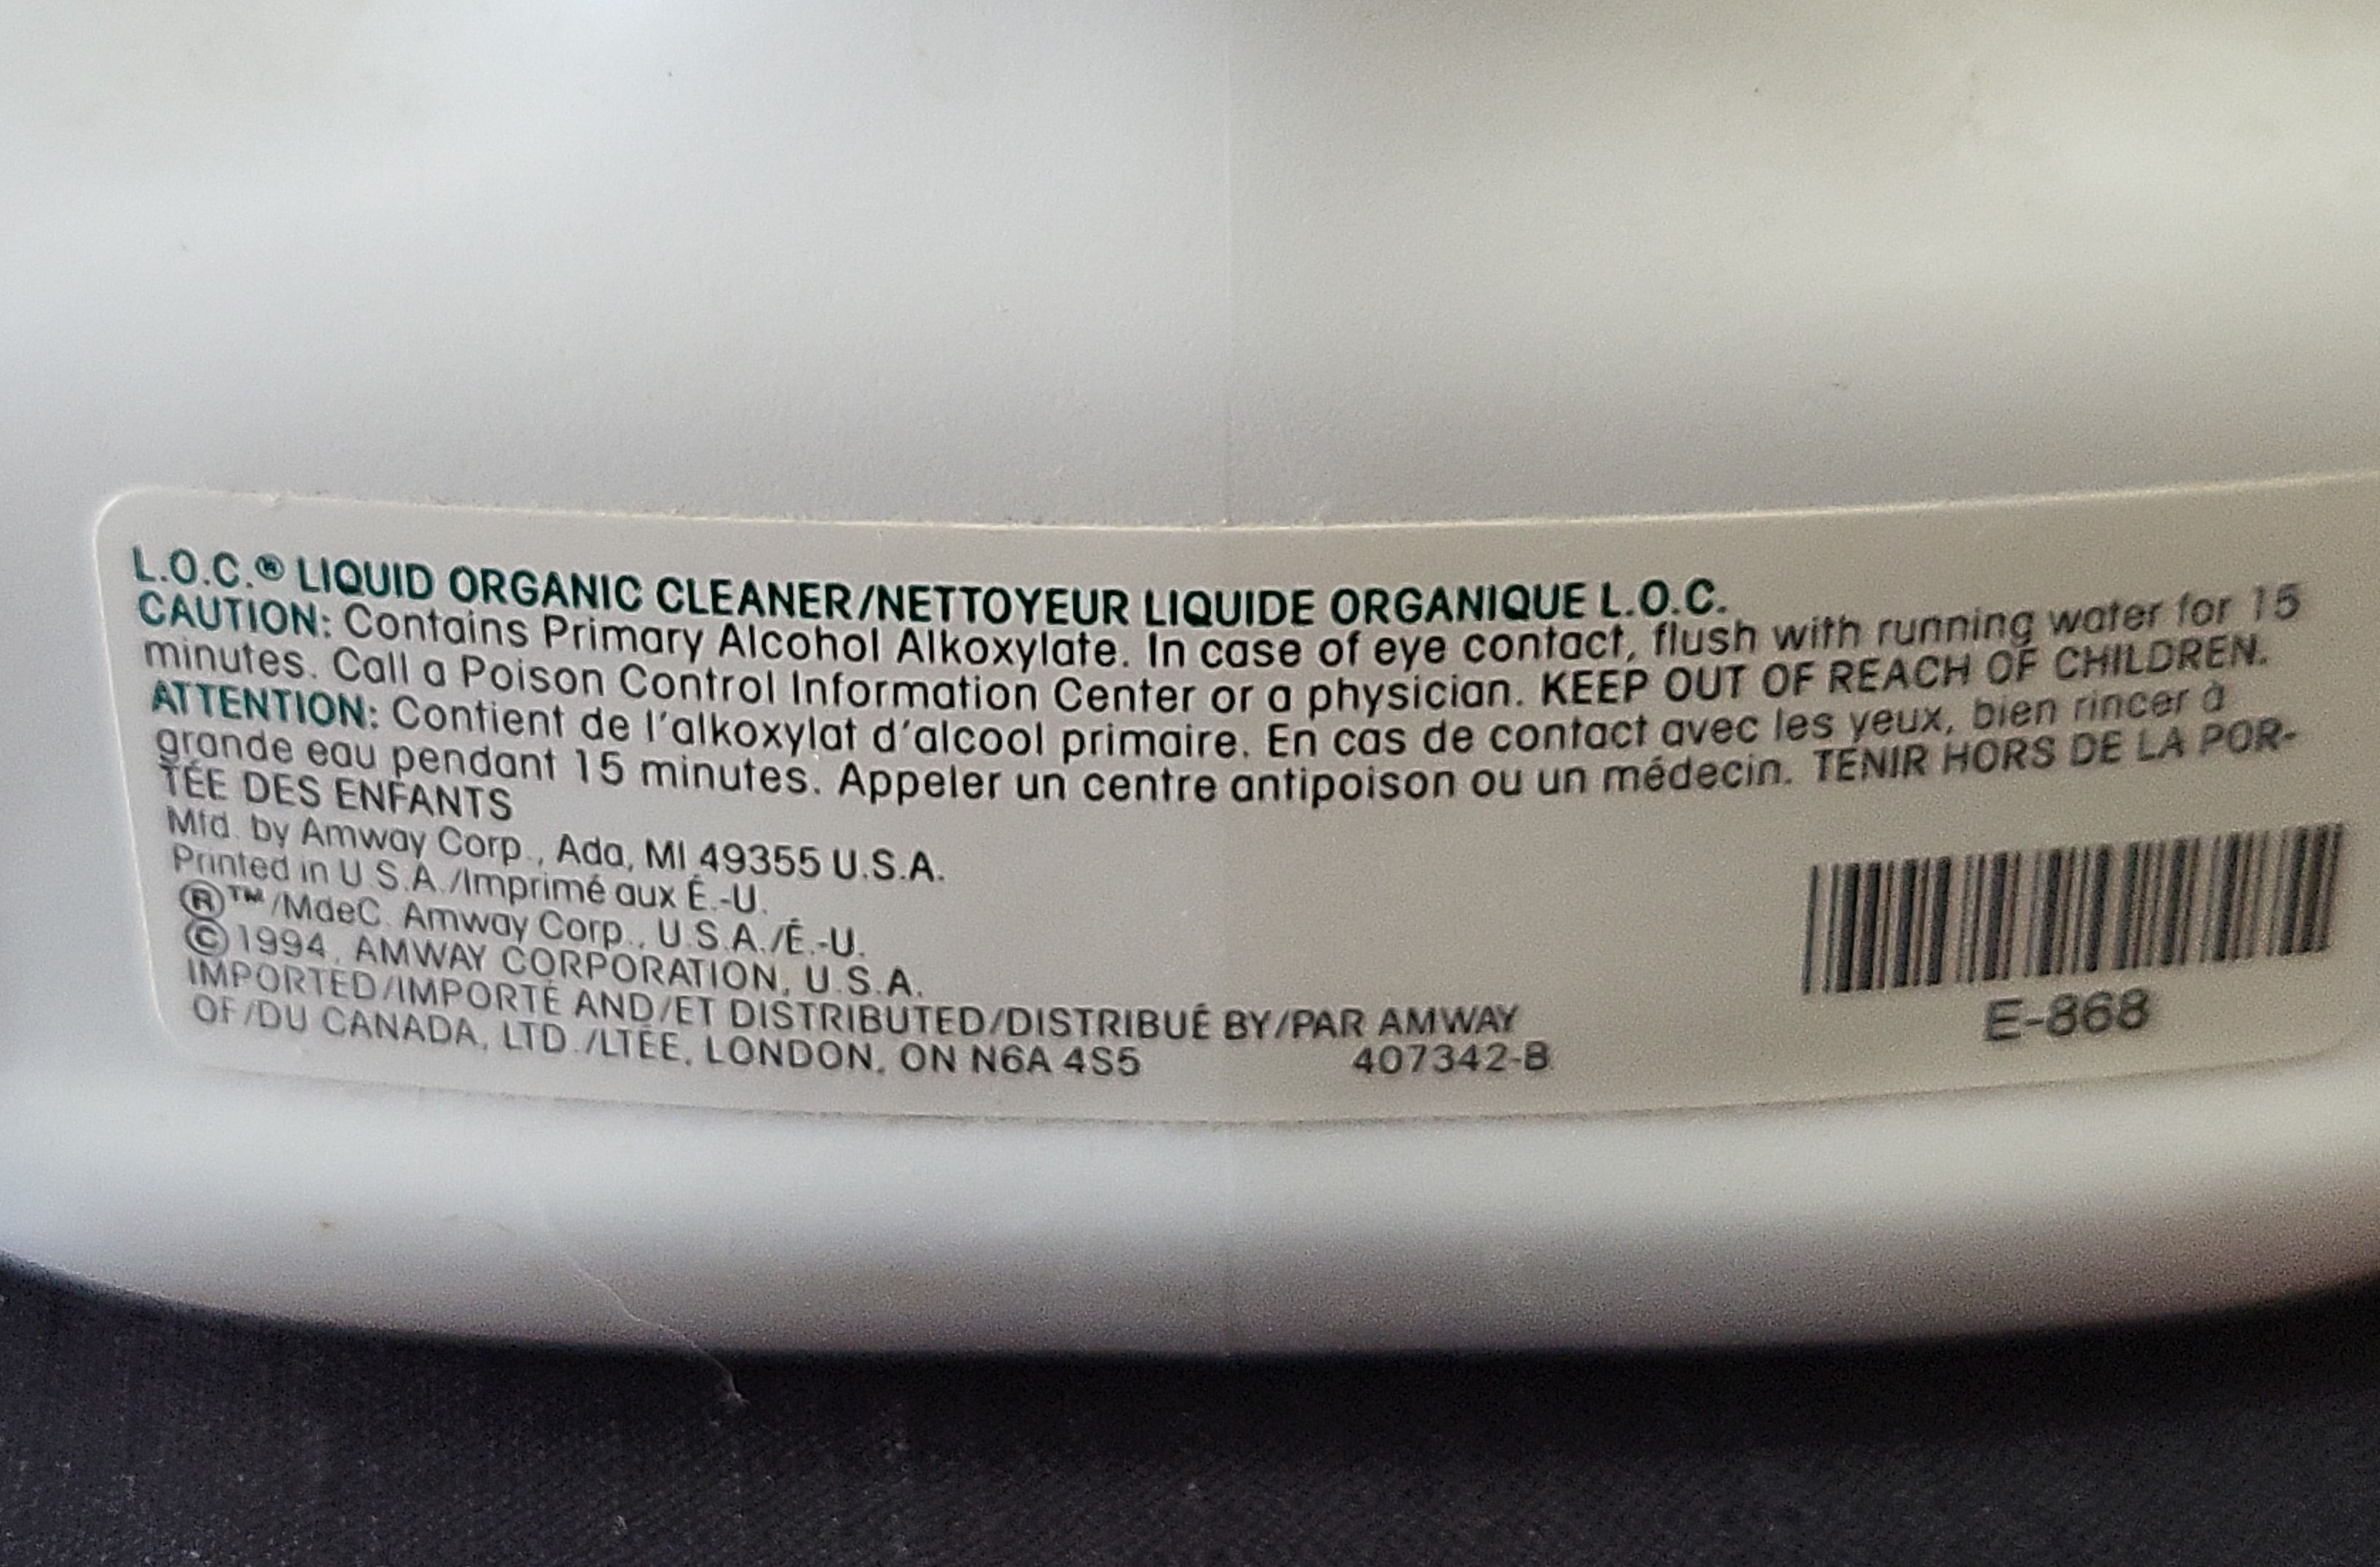 L.O.C.® LIQUID ORGANIC CLEANER/NETTOYEUR LIQUIDE ORGANIQUE L.O.C.
CAUTION: Contains Primary Alcohol Alkoxylate. In case of eye contact, flush with running water for 15
minutes. Call a Poison Control Information Center or a physician. KEEP OUT OF REACH OF CHILDREN.
ATTENTION: Contient de l'alkoxylat d'alcool primaire. En cas de contact avec les yeux, bien rincer à
grande eau pendant 15 minutes. Appeler un centre antipoison ou un médecin. TENIR HORS DE LA POR-
TÉE DES ENFANTS
Mfd. by Amway Corp., Ada, MI 49355 U.S.A.
Printed in U.S.A./Imprimé aux É.-U.
®™/MdeC. Amway Corp., U.S.A./É.-U.
©1994, AMWAY CORPORATION, U.S.A.
IMPORTED/IMPORTÉ AND/ET DISTRIBUTED/DISTRIBUÉ BY/PAR AMWAY
OF/DU CANADA, LTD./LTÉE, LONDON, ON N6A 4S5 407342-B
E-868